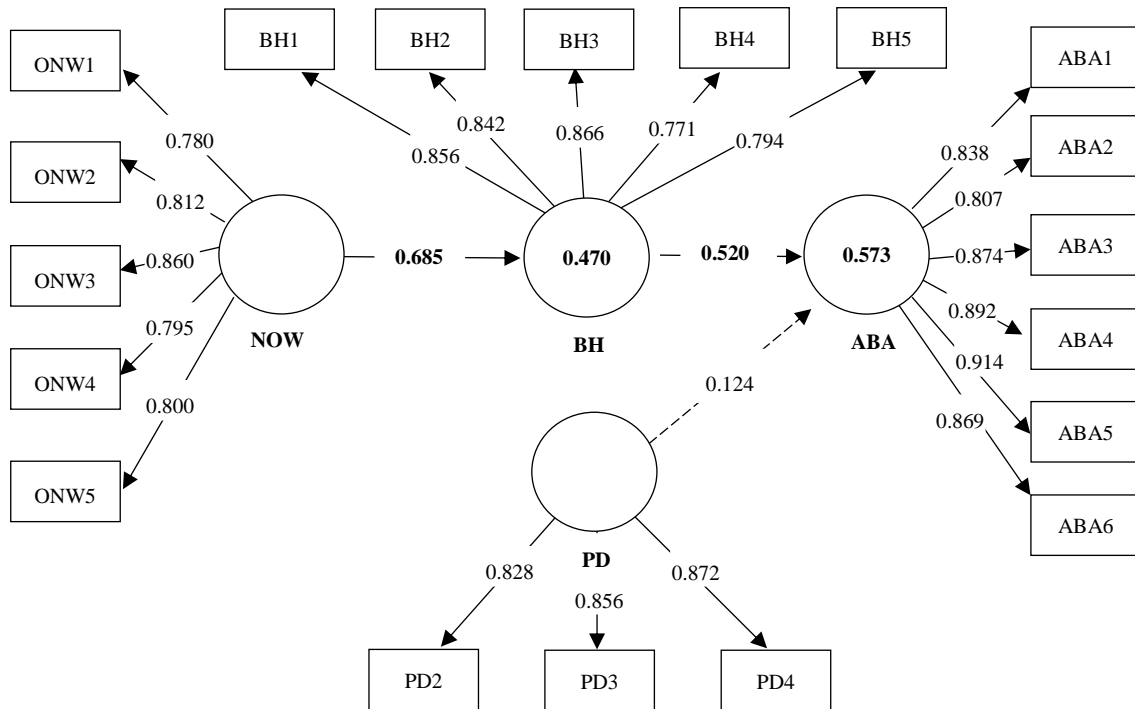 BH1 BH2 BH3 BH4 BH5
ONW1
ONW2
ONW3
ONW4
ONW5
ABA1
ABA2
ABA3
ABA4
ABA5
ABA6
0.780
0.812
0.860
0.795
0.800
0.856
0.842
0.866
0.771
0.794
0.838
0.807
0.874
0.892
0.914
0.869
0.685
0.470
0.520
0.573
NOW
BH
ABA
0.124
PD
0.828
0.856
0.872
PD2 PD3 PD4